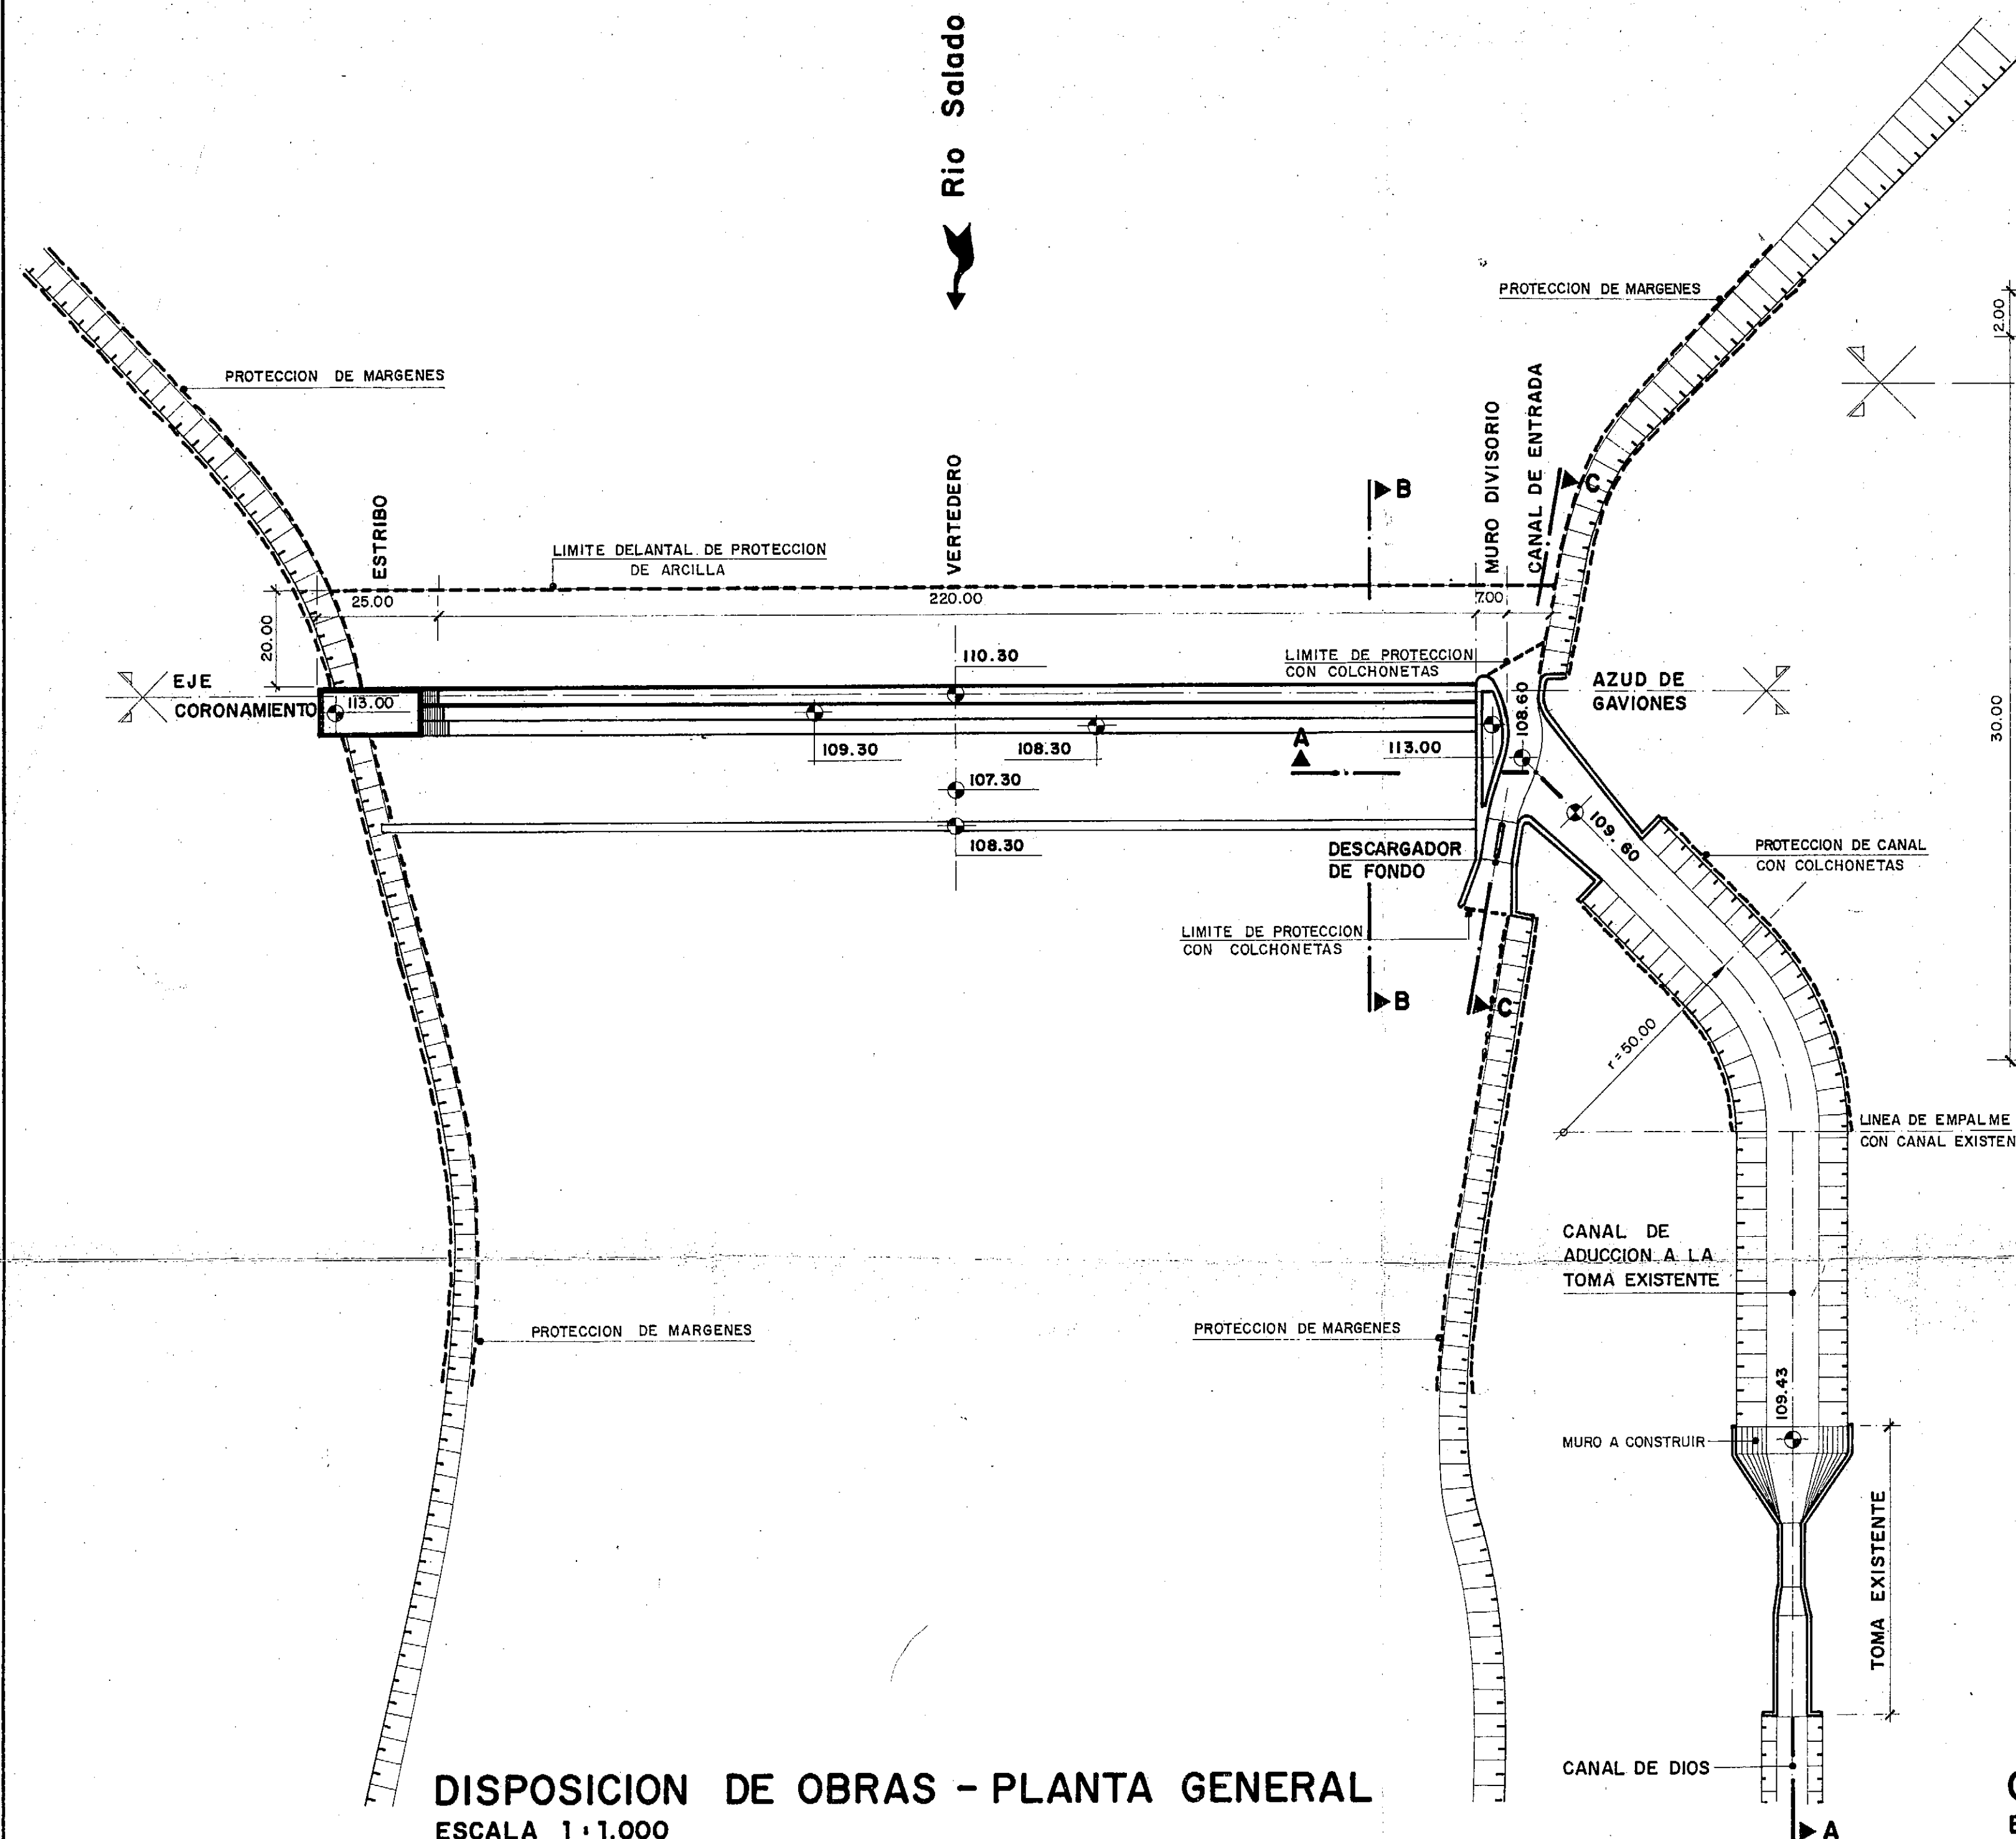 Rio Salado
PROTECCION DE MARGENES
2.00
PROTECCION DE MARGENES
MURO DIVISORIO
CANAL DE ENTRADA
ESTRIBO
VERTEDERO
B
C
LIMITE DELANTAL DE PROTECCION
DE ARCILLA
25.00
220.00
7.00
20.00
30.00
EJE
CORONAMIENTO
113.00
110.30
LIMITE DE PROTECCION
CON COLCHONETAS
108.60
AZUD DE
GAVIONES
109.30
108.30
A
113.00
107.30
108.30
109.60
DESCARGADOR
DE FONDO
PROTECCION DE CANAL
CON COLCHONETAS
LIMITE DE PROTECCION
CON COLCHONETAS
B
C
r = 50.00
LINEA DE EMPALME
CON CANAL EXISTEN
CANAL DE
ADUCCION A LA
TOMA EXISTENTE
PROTECCION DE MARGENES
PROTECCION DE MARGENES
109.43
MURO A CONSTRUIR
TOMA EXISTENTE
CANAL DE DIOS
A
DISPOSICION DE OBRAS - PLANTA GENERAL
ESCALA 1:1.000